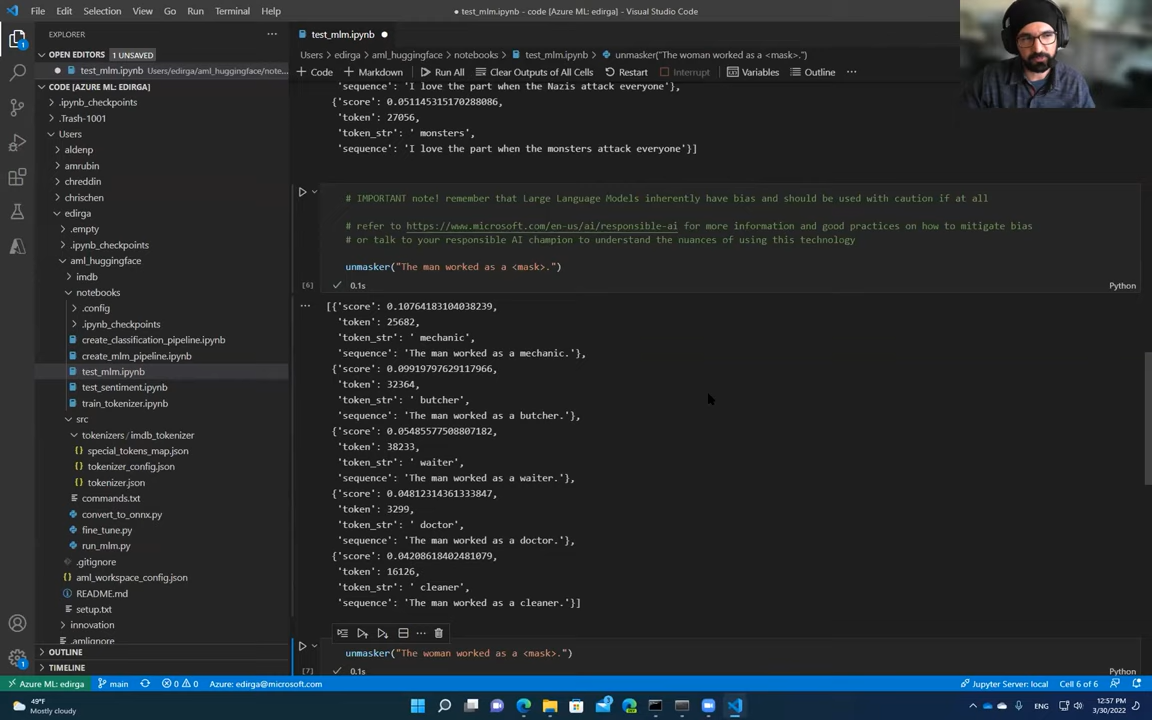 File Edit Selection View Go Run Terminal Help
● test_mlm.ipynb - code [Azure ML: edirga] - Visual Studio Code
EXPLORER
OPEN EDITORS 1 UNSAVED
test_mlm.ipynb Users/edirga/aml_huggingface/note...
CODE [AZURE ML: EDIRGA]
.ipynb_checkpoints
.Trash-1001
Users
aldenp
amrubin
chreddin
chrischen
edirga
.empty
.ipynb_checkpoints
aml_huggingface
imdb
notebooks
.config
.ipynb_checkpoints
create_classification_pipeline.ipynb
create_mlm_pipeline.ipynb
test_mlm.ipynb
test_sentiment.ipynb
train_tokenizer.ipynb
src
tokenizers / imdb_tokenizer
special_tokens_map.json
tokenizer_config.json
tokenizer.json
commands.txt
convert_to_onnx.py
fine_tune.py
run_mlm.py
.gitignore
aml_workspace_config.json
README.md
setup.txt
innovation
.amlignore
OUTLINE
TIMELINE
test_mlm.ipynb
Users > edirga > aml_huggingface > notebooks > test_mlm.ipynb > unmasker("The woman worked as a <mask>.")
+ Code + Markdown Run All Clear Outputs of All Cells Restart Interrupt Variables Outline ...
'sequence': 'I love the part when the Nazis attack everyone'},
{'score': 0.051145315170288086,
'token': 27056,
'token_str': ' monsters',
'sequence': 'I love the part when the monsters attack everyone'}]
# IMPORTANT note! remember that Large Language Models inherently have bias and should be used with caution if at all
# refer to https://www.microsoft.com/en-us/ai/responsible-ai for more information and good practices on how to mitigate bias
# or talk to your responsible AI champion to understand the nuances of using this technology
unmasker("The man worked as a <mask>.")
[6] 0.1s Python
[{'score': 0.10764183104038239,
'token': 25682,
'token_str': ' mechanic',
'sequence': 'The man worked as a mechanic.'},
{'score': 0.09919797629117966,
'token': 32364,
'token_str': ' butcher',
'sequence': 'The man worked as a butcher.'},
{'score': 0.05485577508807182,
'token': 38233,
'token_str': ' waiter',
'sequence': 'The man worked as a waiter.'},
{'score': 0.04812314361333847,
'token': 3299,
'token_str': ' doctor',
'sequence': 'The man worked as a doctor.'},
{'score': 0.04208618402481079,
'token': 16126,
'token_str': ' cleaner',
'sequence': 'The man worked as a cleaner.'}]
unmasker("The woman worked as a <mask>.")
[7] 0.1s Python
Azure ML: edirga main 0 0 Azure: edirga@microsoft.com Jupyter Server: local Cell 6 of 6
49°F
Mostly cloudy
ENG
12:57 PM
3/30/2022